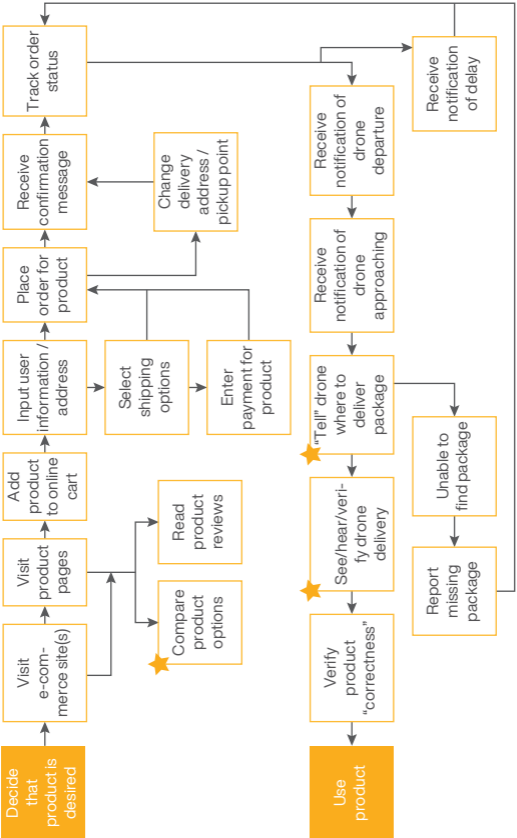 Decide
that
product is
desired
Visit
e-com-
merce site(s)
Visit
product
pages
Add
product
to online
cart
Input user
information /
address
Place
order for
product
Receive
confirmation
message
Track order
status
Compare
product
options
Read
product
reviews
Select
shipping
options
Enter
payment for
product
Change
delivery
address /
pickup point
Use
product
Verify
product
“correctness”
See/hear/veri-
fy drone
delivery
“Tell” drone
where to
deliver
package
Receive
notification of
drone
approaching
Receive
notification of
drone
departure
Report
missing
package
Unable to
find package
Receive
notification
of delay